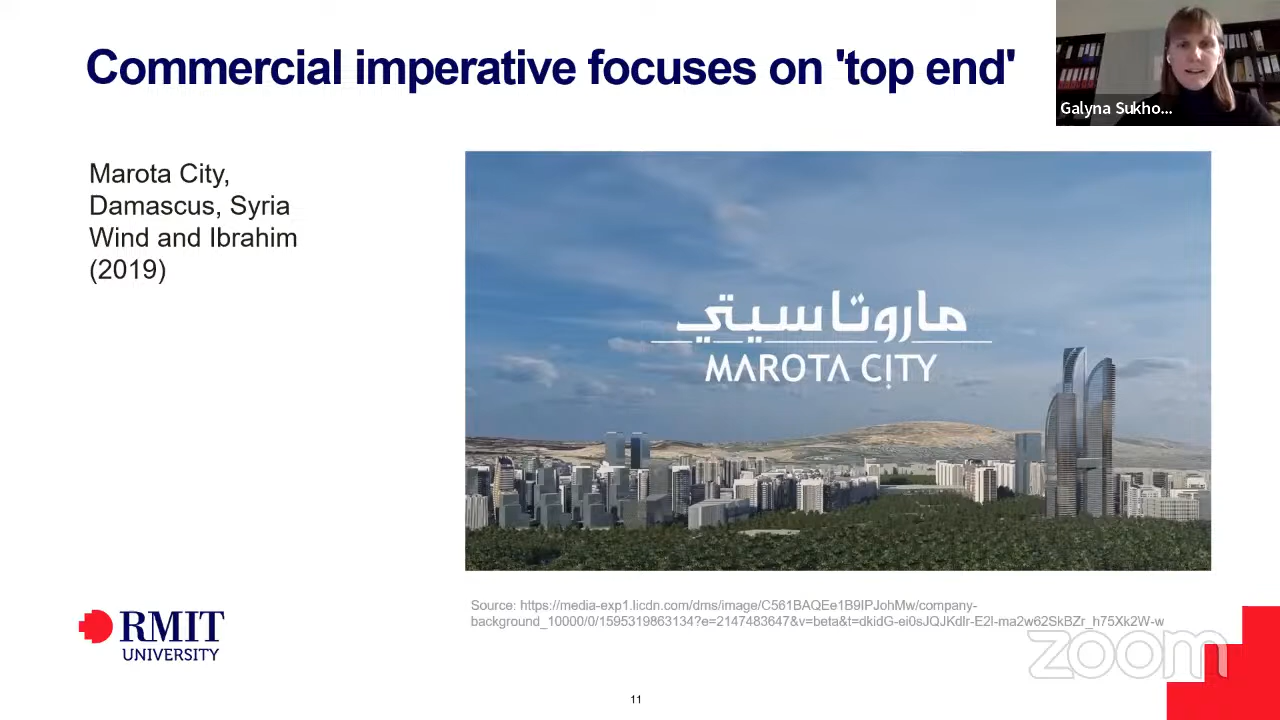 Commercial imperative focuses on 'top end'
Galyna Sukho...
Marota City,
Damascus, Syria
Wind and Ibrahim
(2019)
ماروتا سيتي
MAROTA CITY
Source: https://media-exp1.licdn.com/dms/image/C561BAQEe1B9IPJohMw/company-
background_10000/0/1595319863134?e=2147483647&v=beta&t=dkidG-ei0sJQJKdlr-E2l-ma2w62SkBZr_h75Xk2W-w
RMIT
UNIVERSITY
zoom
11